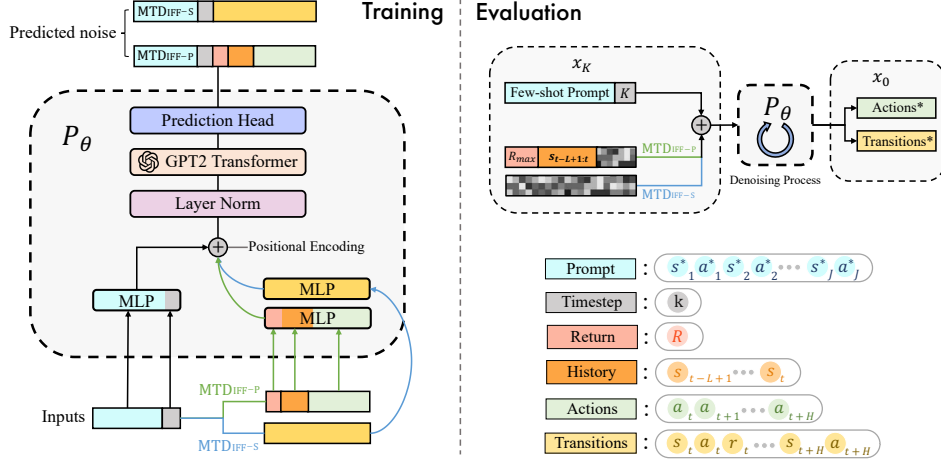 Training
MTDIFF-S
Predicted noise
MTDIFF-P
Pθ
Prediction Head
GPT2 Transformer
Layer Norm
+
Positional Encoding
MLP
MLP
MLP
MTDIFF-P
Inputs
MTDIFF-S
Evaluation
xK
Few-shot Prompt K
Rmax st−L+1:t
MTDIFF-P
MTDIFF-S
+
Pθ
Denoising Process
x0
Actions*
Transitions*
Prompt : s*1 a*1 s*2 a*2 ··· s*J a*J
Timestep : k
Return : R
History : st−L+1 ··· st
Actions : at at+1 ··· at+H
Transitions : st at rt ··· st+H at+H